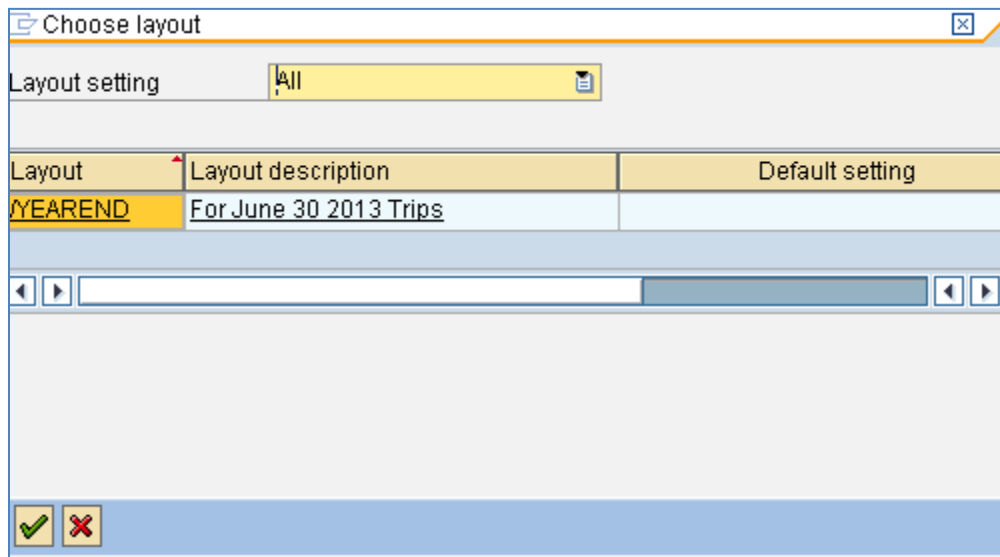 Choose layout
Layout setting All
Layout Layout description Default setting
/YEAREND For June 30 2013 Trips